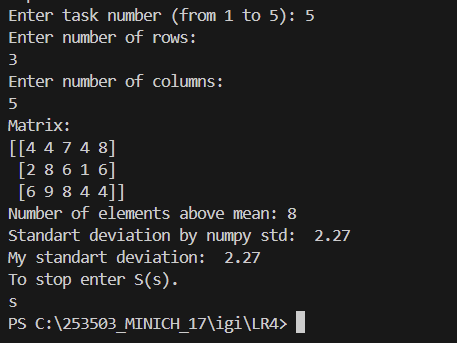 Enter task number (from 1 to 5): 5
Enter number of rows:
3
Enter number of columns:
5
Matrix:
[[4 4 7 4 8]
 [2 8 6 1 6]
 [6 9 8 4 4]]
Number of elements above mean: 8
Standart deviation by numpy std:  2.27
My standart deviation:  2.27
To stop enter S(s).
s
PS C:\253503_MINICH_17\igi\LR4>